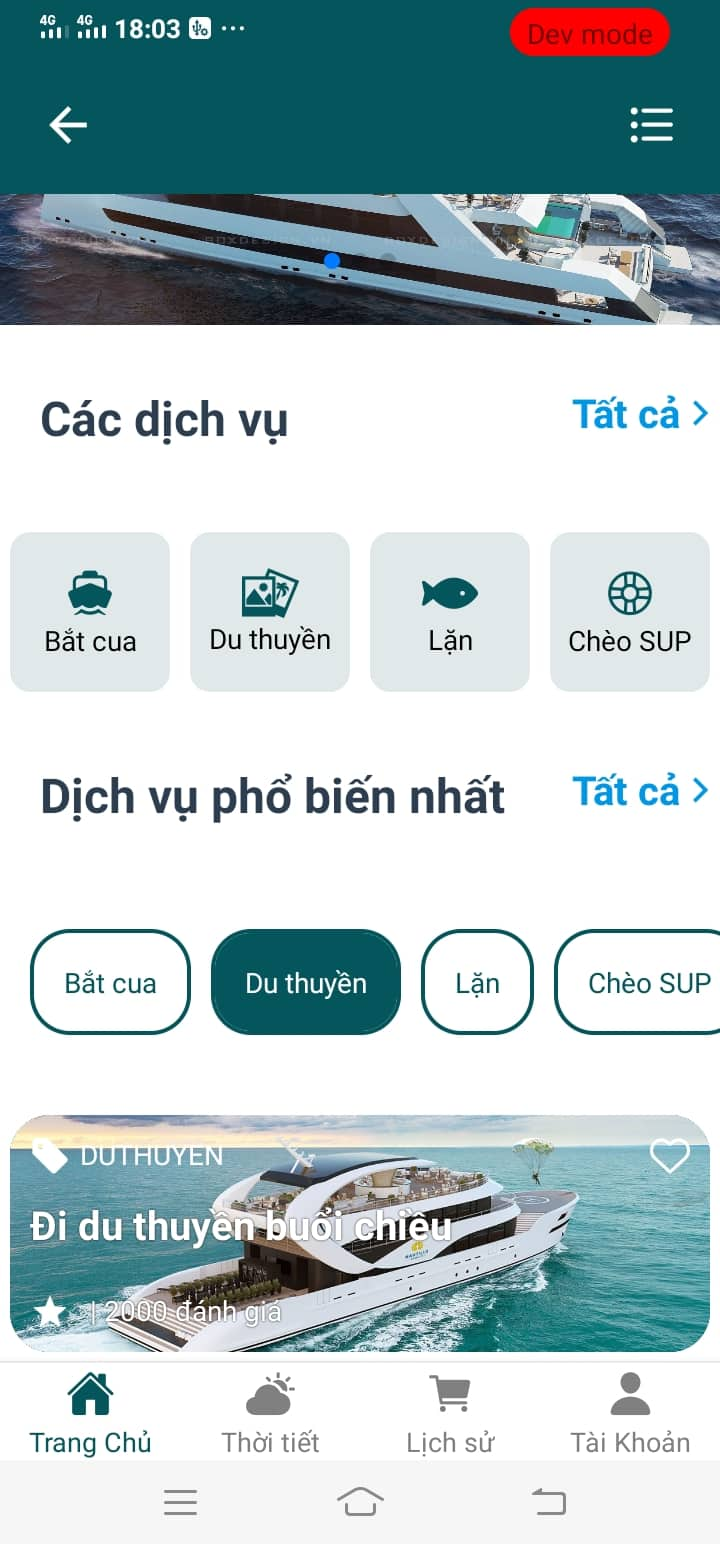 4G 4G 18:03 ...
Dev mode
Các dịch vụ
Tất cả
Bắt cua
Du thuyền
Lặn
Chèo SUP
Dịch vụ phổ biến nhất
Tất cả
Bắt cua
Du thuyền
Lặn
Chèo SUP
DUTHUYEN
Đi du thuyền buổi chiều
| 2000 đánh giá
Trang Chủ
Thời tiết
Lịch sử
Tài Khoản